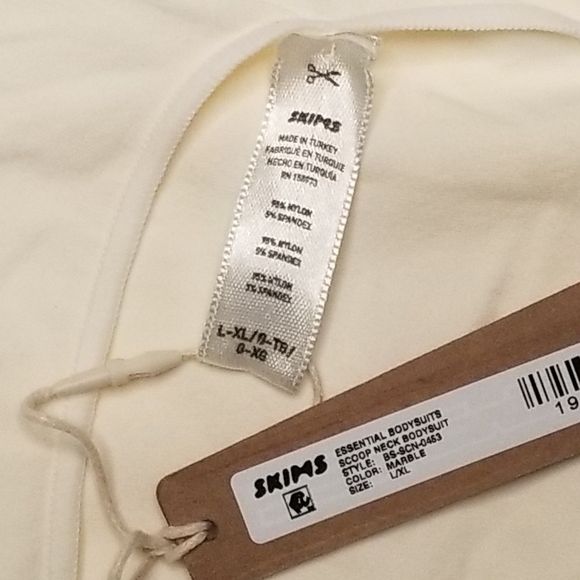 SKIMS
MADE IN TURKEY
FABRIQUÉ EN TURQUIE
HECHO EN TURQUÍA
95% NYLON
5% SPANDEX
95% NYLON
5% SPANDEX
95% NYLON
5% SPANDEX
L-XL/G-TG/
G-XG
SKIMS
ESSENTIAL BODYSUITS
SCOOP NECK BODYSUIT
STYLE: BS-SCN-0453
COLOR: MARBLE
SIZE: L/XL
19